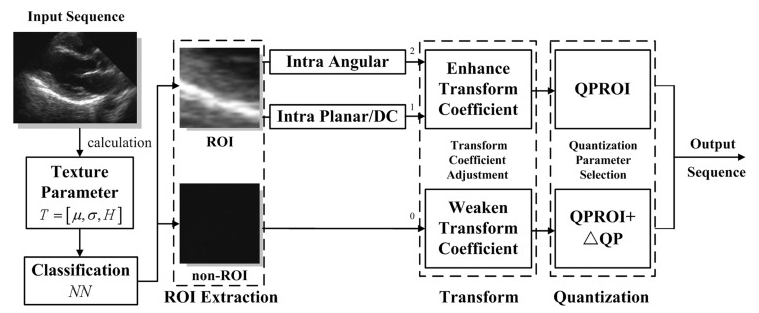 Input Sequence
calculation
Texture
Parameter
T = [μ, σ, H]
Classification
NN
ROI
non-ROI
ROI Extraction
Intra Angular
2
Intra Planar/DC
1
0
Enhance
Transform
Coefficient
Transform
Coefficient
Adjustment
Weaken
Transform
Coefficient
Transform
QPROI
Quantization
Parameter
Selection
QPROI+
△QP
Quantization
Output
Sequence